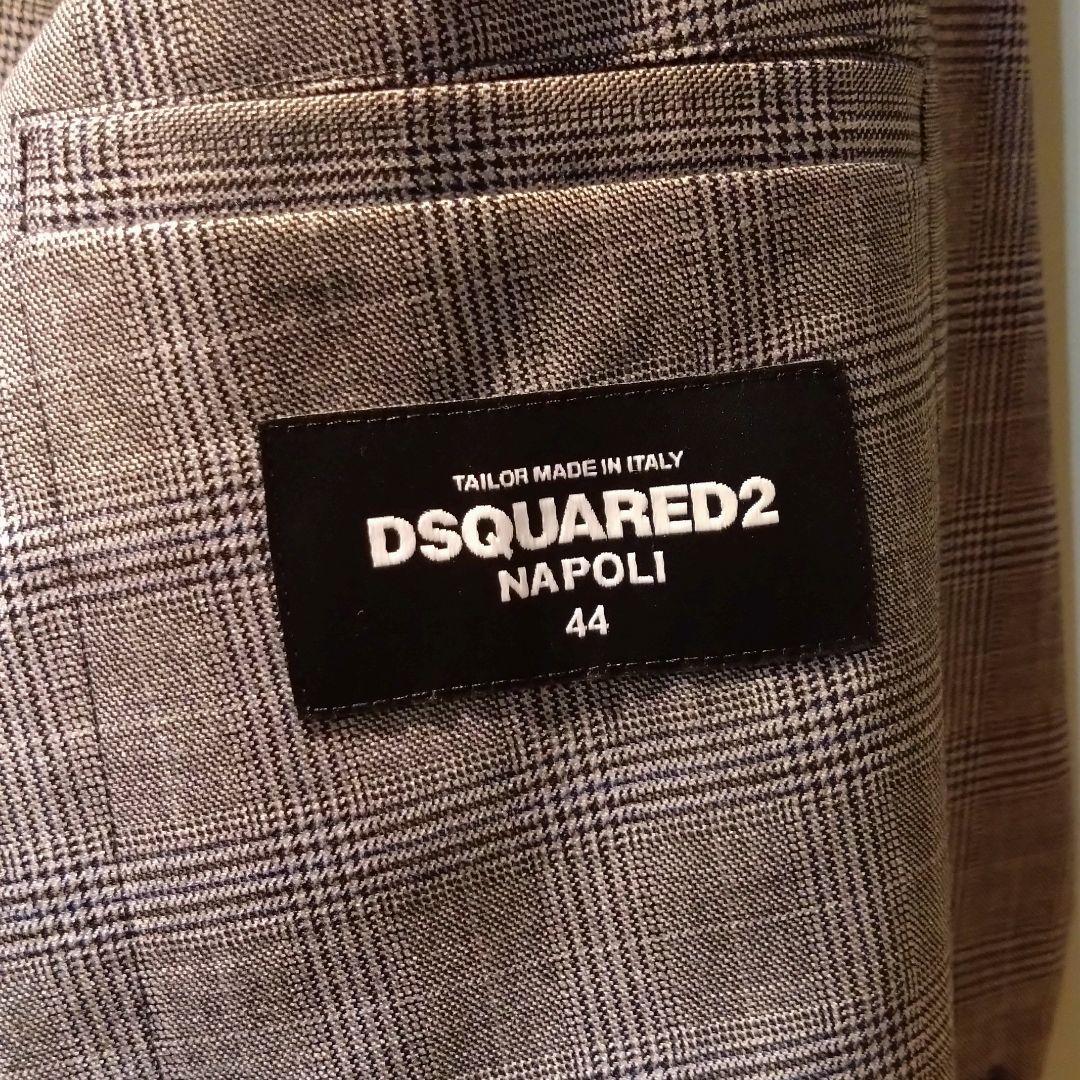 TAILOR MADE IN ITALY
DSQUARED2
NAPOLI
44